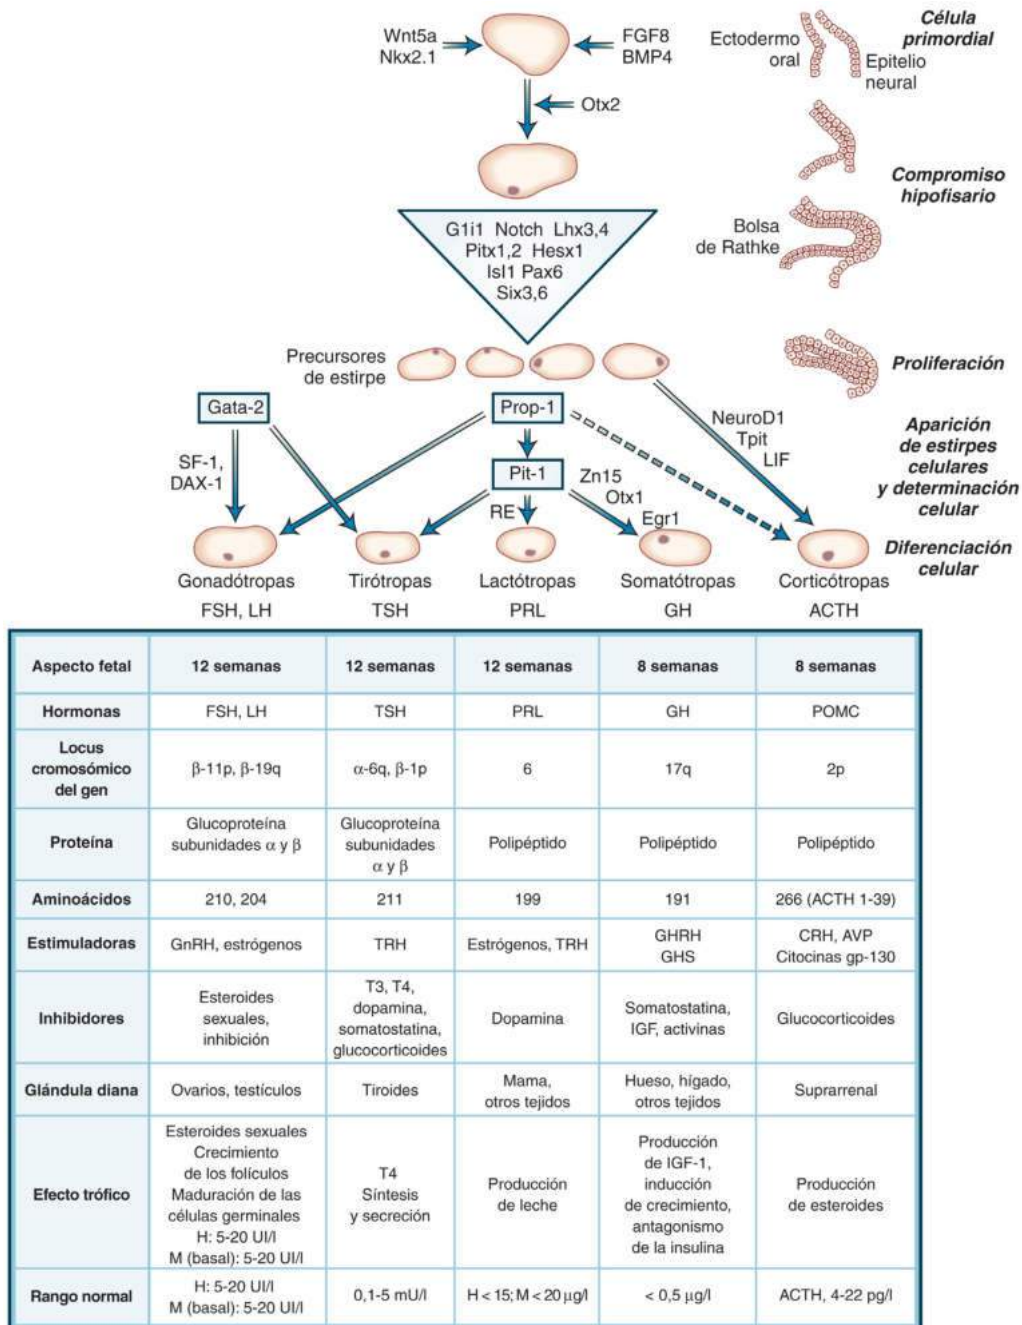 Wnt5a
Nkx2.1
FGF8
BMP4
Otx2
Ectodermo
oral
Epitelio
neural
Célula
primordial
Compromiso
hipofisario
Bolsa
de Rathke
G1i1 Notch Lhx3,4
Pitx1,2 Hesx1
Isl1 Pax6
Six3,6
Precursores
de estirpe
Proliferación
Gata-2
Prop-1
NeuroD1
Tpit
LIF
Aparición
de estirpes
celulares
y determinación
celular
SF-1,
DAX-1
Pit-1
Zn15
Otx1
Egr1
RE
Diferenciación
celular
Gonadótropas
Tirótropas
Lactótropas
Somatótropas
Corticótropas
FSH, LH
TSH
PRL
GH
ACTH
Aspecto fetal
12 semanas
12 semanas
12 semanas
8 semanas
8 semanas
Hormonas
FSH, LH
TSH
PRL
GH
POMC
Locus
cromosómico
del gen
β-11p, β-19q
α-6q, β-1p
6
17q
2p
Proteína
Glucoproteína
subunidades α y β
Glucoproteína
subunidades
α y β
Polipéptido
Polipéptido
Polipéptido
Aminoácidos
210, 204
211
199
191
266 (ACTH 1-39)
Estimuladoras
GnRH, estrógenos
TRH
Estrógenos, TRH
GHRH
GHS
CRH, AVP
Citocinas gp-130
Inhibidores
Esteroides
sexuales,
inhibición
T3, T4,
dopamina,
somatostatina,
glucocorticoides
Dopamina
Somatostatina,
IGF, activinas
Glucocorticoides
Glándula diana
Ovarios, testículos
Tiroides
Mama,
otros tejidos
Hueso, hígado,
otros tejidos
Suprarrenal
Efecto trófico
Esteroides sexuales
Crecimiento
de los folículos
Maduración de las
células germinales
H: 5-20 UI/l
M (basal): 5-20 UI/l
T4
Síntesis
y secreción
Producción
de leche
Producción
de IGF-1,
inducción
de crecimiento,
antagonismo
de la insulina
Producción
de esteroides
Rango normal
H: 5-20 UI/l
M (basal): 5-20 UI/l
0,1-5 mU/l
H < 15; M < 20 μg/l
< 0,5 μg/l
ACTH, 4-22 pg/l